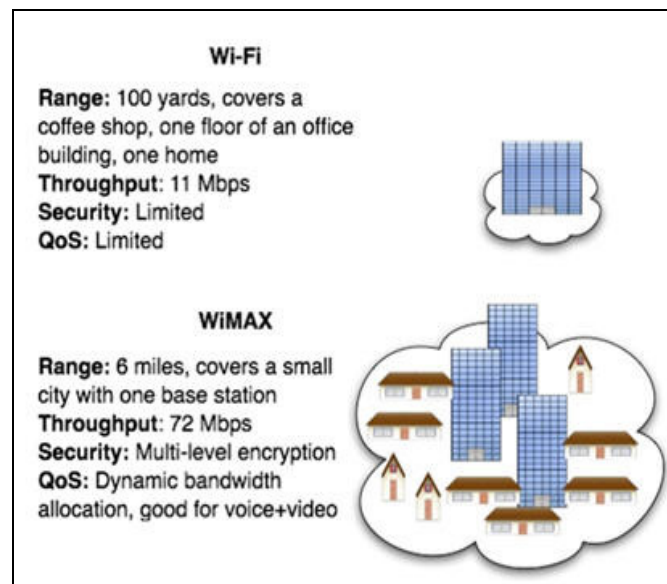 Wi-Fi
Range: 100 yards, covers a
coffee shop, one floor of an office
building, one home
Throughput: 11 Mbps
Security: Limited
QoS: Limited
WiMAX
Range: 6 miles, covers a small
city with one base station
Throughput: 72 Mbps
Security: Multi-level encryption
QoS: Dynamic bandwidth
allocation, good for voice+video